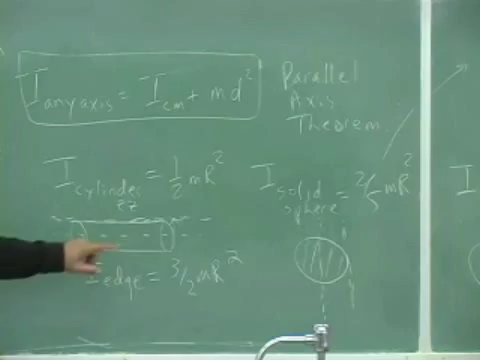 I any axis = I cm + md²
Parallel
Axis
Theorem
I cylinder = 1/2 mR²
zz
I solid sphere = 2/5 mR²
I edge = 3/2 mR²
I